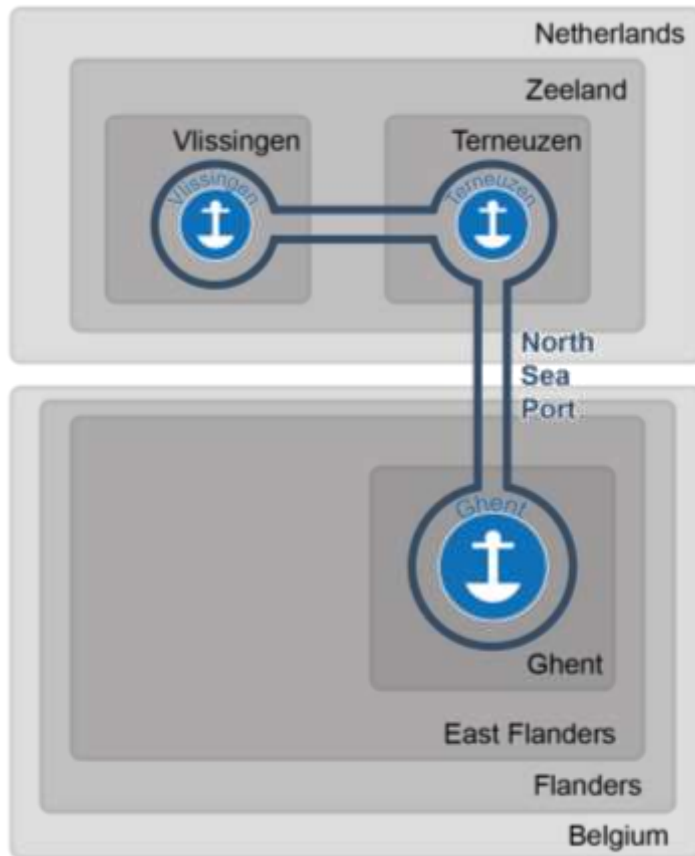 Netherlands
Zeeland
Vlissingen
Terneuzen
Vlissingen
Terneuzen
North
Sea
Port
Ghent
Ghent
East Flanders
Flanders
Belgium